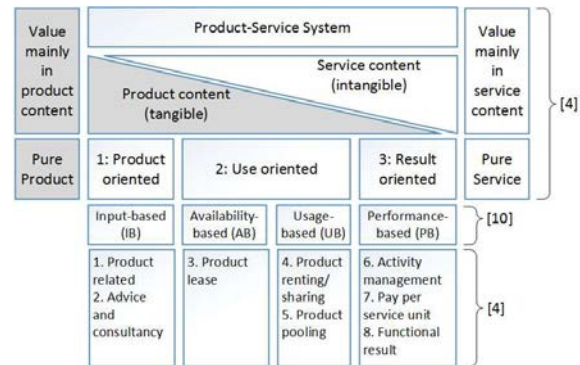 Value
mainly
in
product
content
Product-Service System
Service content
(intangible)
Product content
(tangible)
Value
mainly
in
service
content
[4]
Pure
Product
1: Product
oriented
2: Use oriented
3: Result
oriented
Pure
Service
Input-based
(IB)
Availability-
based (AB)
Usage-
based (UB)
Performance-
based (PB)
[10]
1. Product
related
2. Advice
and
consultancy
3. Product
lease
4. Product
renting/
sharing
5. Product
pooling
6. Activity
management
7. Pay per
service unit
8. Functional
result
[4]